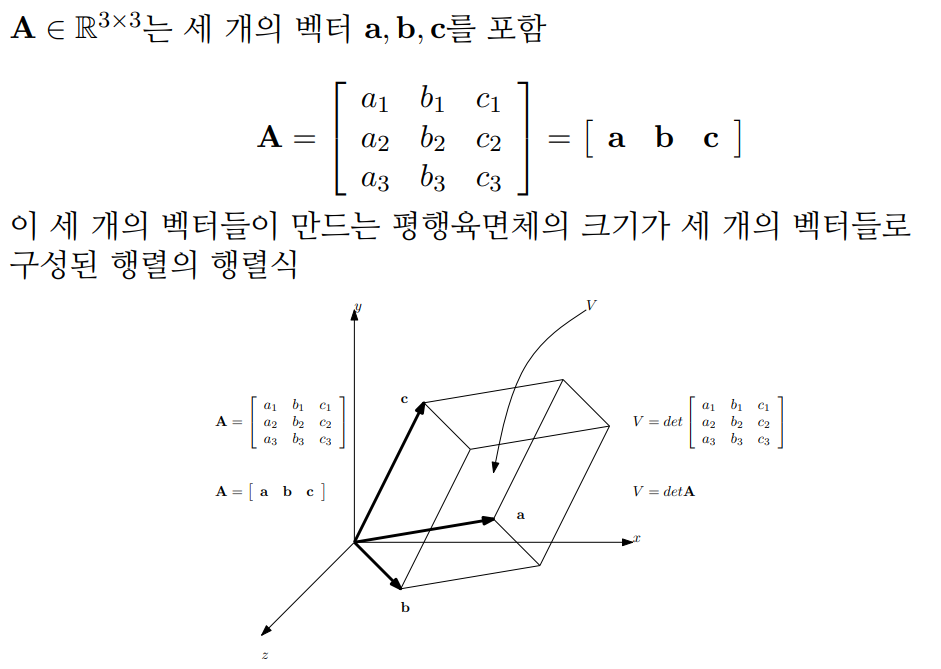 A ∈ ℝ³ˣ³는 세 개의 벡터 a, b, c를 포함
A = [ a₁ b₁ c₁
a₂ b₂ c₂
a₃ b₃ c₃ ] = [ a b c ]
이 세 개의 벡터들이 만드는 평행육면체의 크기가 세 개의 벡터들로
구성된 행렬의 행렬식
y
V
c
A = [ a₁ b₁ c₁
a₂ b₂ c₂
a₃ b₃ c₃ ]
V = det [ a₁ b₁ c₁
a₂ b₂ c₂
a₃ b₃ c₃ ]
A = [ a b c ]
V = detA
a
x
b
z